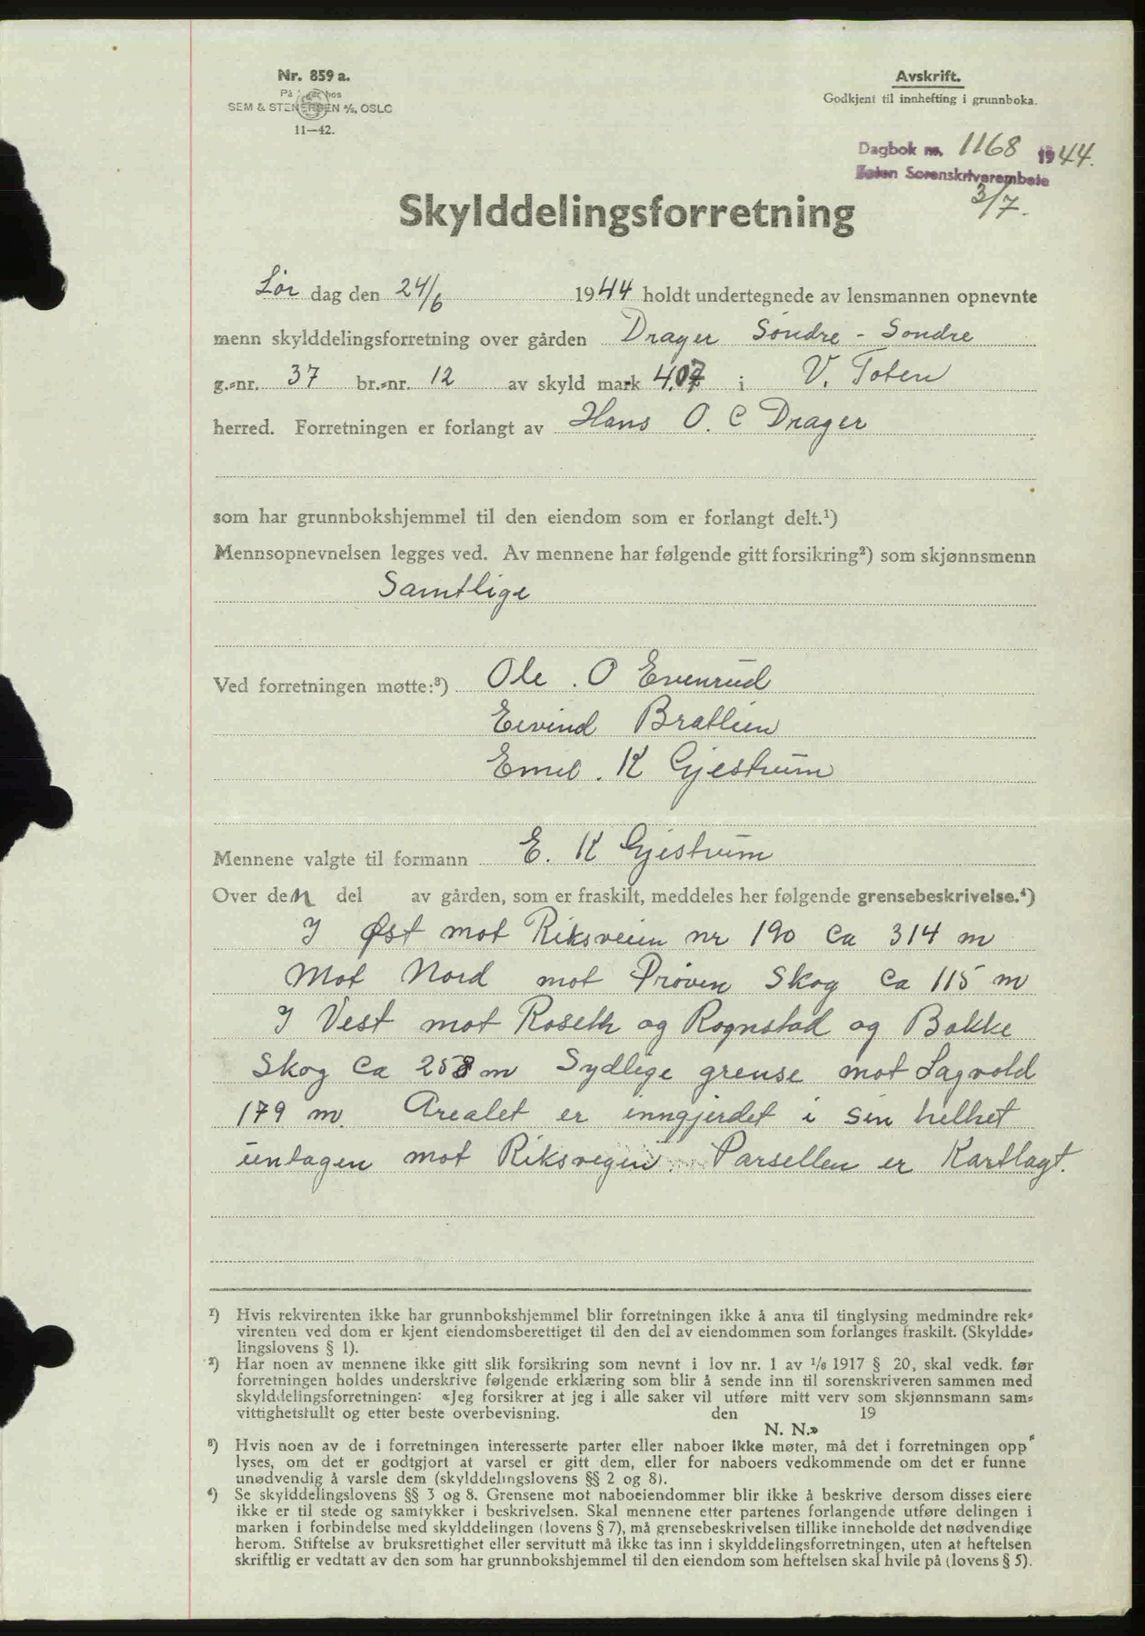 Nr. 859 a.
På lager hos
SEM & STENERSEN A/S, OSLO
11—42.
Avskrift.
Godkjent til innhefting i grunnboka.
Dagbok nr. 1168 1944.
Toten Sorenskriverembete
3/7.
Skylddelingsforretning
Lør dag den 24/6 1944 holdt undertegnede av lensmannen opnevnte
menn skylddelingsforretning over gården Drager Søndre - Søndre
g.-nr. 37 br.-nr. 12 av skyld mark 4.07 i V. Toten
herred. Forretningen er forlangt av Hans O. C Drager
som har grunnbokshjemmel til den eiendom som er forlangt delt.¹)
Mennsopnevnelsen legges ved. Av mennene har følgende gitt forsikring²) som skjønnsmenn
Samtlige
Ved forretningen møtte:³) Ole . O Evenrud
Eivind Bratlien
Emil . K Gjestrum
Mennene valgte til formann E. K Gjestrum
Over den del av gården, som er fraskilt, meddeles her følgende grensebeskrivelse.⁴)
I Øst mot Riksveien nr 190 Ca 314 m
Mot Nord mot Prøven Skog Ca 115 m
I Vest mot Roseth og Rognstad og Bakke
Skog Ca 258 m Sydlige grense mot Lagvold
179 m. Arealet er inngjerdet i sin helhet
untagen mot Riksvegen. Parsellen er Kartlagt.
¹) Hvis rekvirenten ikke har grunnbokshjemmel blir forretningen ikke å anta til tinglysing medmindre rek-
virenten ved dom er kjent eiendomsberettiget til den del av eiendommen som forlanges fraskilt. (Skyldde-
lingslovens § 1).
²) Har noen av mennene ikke gitt slik forsikring som nevnt i lov nr. 1 av 1/6 1917 § 20, skal vedk. før
forretningen holdes underskrive følgende erklæring som blir å sende inn til sorenskriveren sammen med
skylddelingsforretningen: «Jeg forsikrer at jeg i alle saker vil utføre mitt verv som skjønnsmann sam-
vittighetsfullt og etter beste overbevisning. den 19
N. N.»
³) Hvis noen av de i forretningen interesserte parter eller naboer ikke møter, må det i forretningen opp-
lyses, om det er godtgjort at varsel er gitt dem, eller for naboers vedkommende om det er funne
unødvendig å varsle dem (skylddelingslovens §§ 2 og 8).
⁴) Se skylddelingslovens §§ 3 og 8. Grensene mot naboeiendommer blir ikke å beskrive dersom disses eiere
ikke er til stede og samtykker i beskrivelsen. Skal mennene etter partenes forlangende utføre delingen i
marken i forbindelse med skylddelingen (lovens § 7), må grensebeskrivelsen tillike inneholde det nødvendige
herom. Stiftelse av bruksrettighet eller servitutt må ikke tas inn i skylddelingsforretningen, uten at heftelsen
skriftlig er vedtatt av den som har grunnbokshjemmel til den eiendom som heftelsen skal hvile på (lovens § 5).